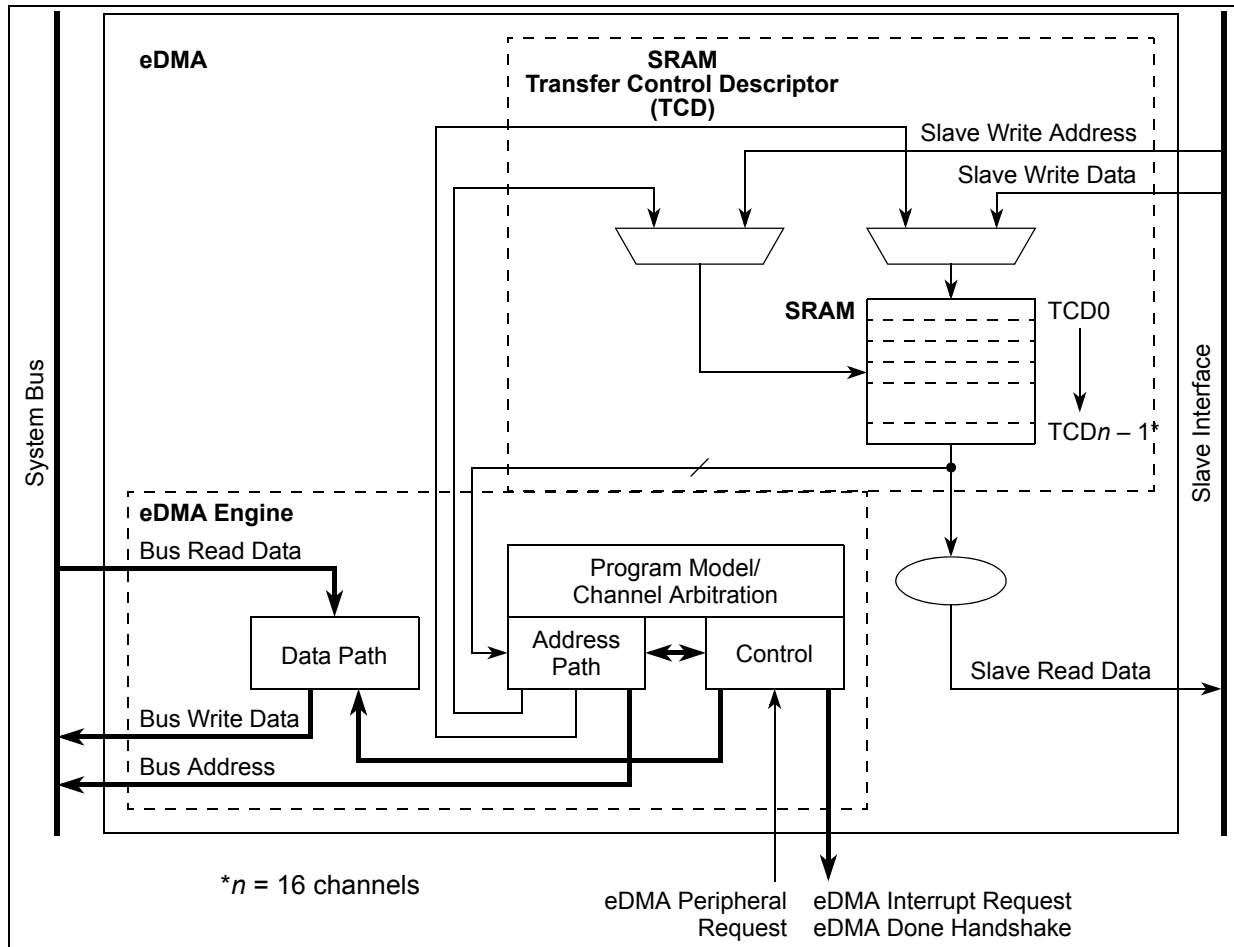 eDMA
SRAM
Transfer Control Descriptor
(TCD)
Slave Write Address
Slave Write Data
SRAM
TCD0
TCDn – 1*
System Bus
Slave Interface
eDMA Engine
Bus Read Data
Program Model/
Channel Arbitration
Data Path
Address
Path
Control
Slave Read Data
Bus Write Data
Bus Address
*n = 16 channels
eDMA Peripheral
Request
eDMA Interrupt Request
eDMA Done Handshake